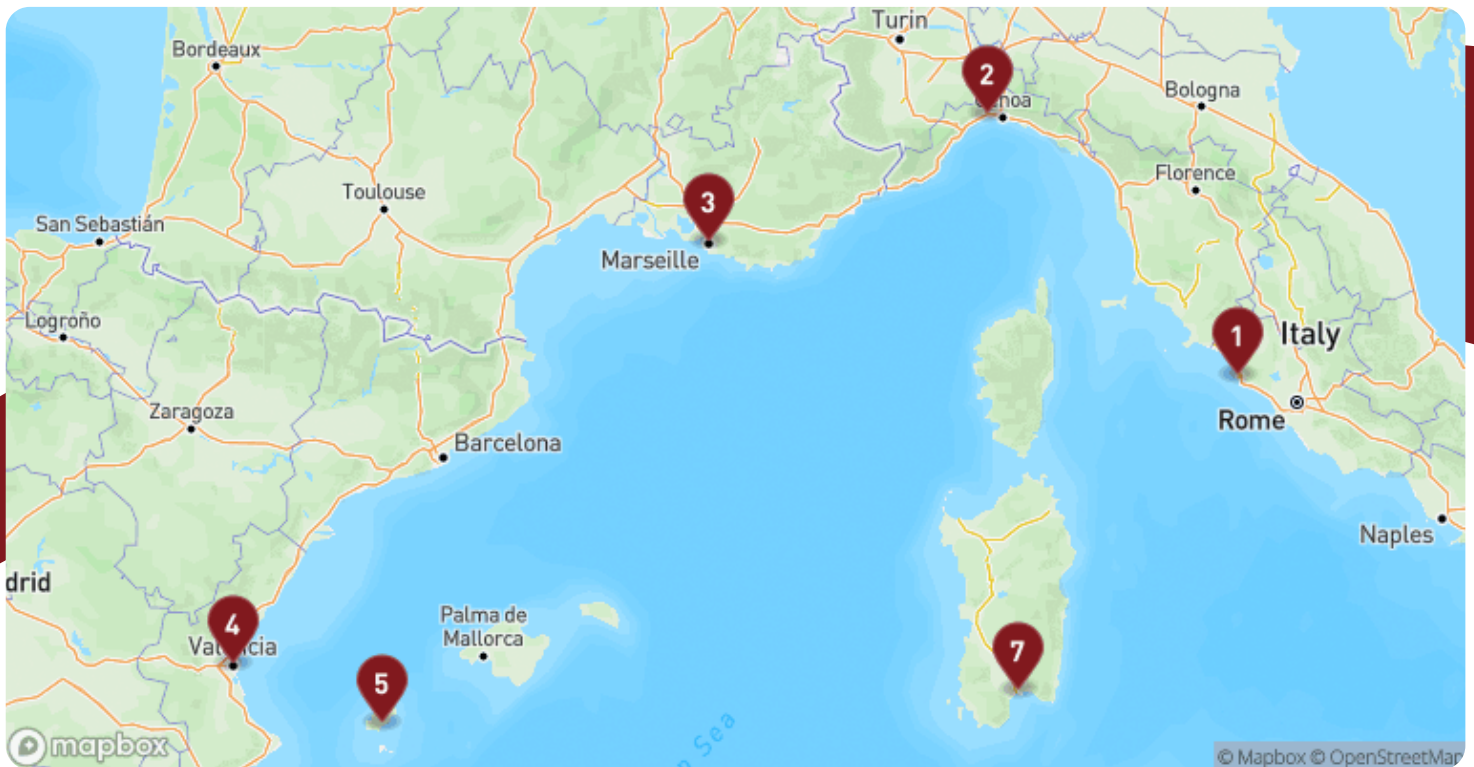 Turin
Bordeaux
2
Bologna
Toulouse
Florence
3
San Sebastián
Marseille
Logroño
1
Italy
Zaragoza
Rome
Barcelona
Naples
drid
4
Palma de
Mallorca
7
5
Sea
mapbox
© Mapbox © OpenStreetMap